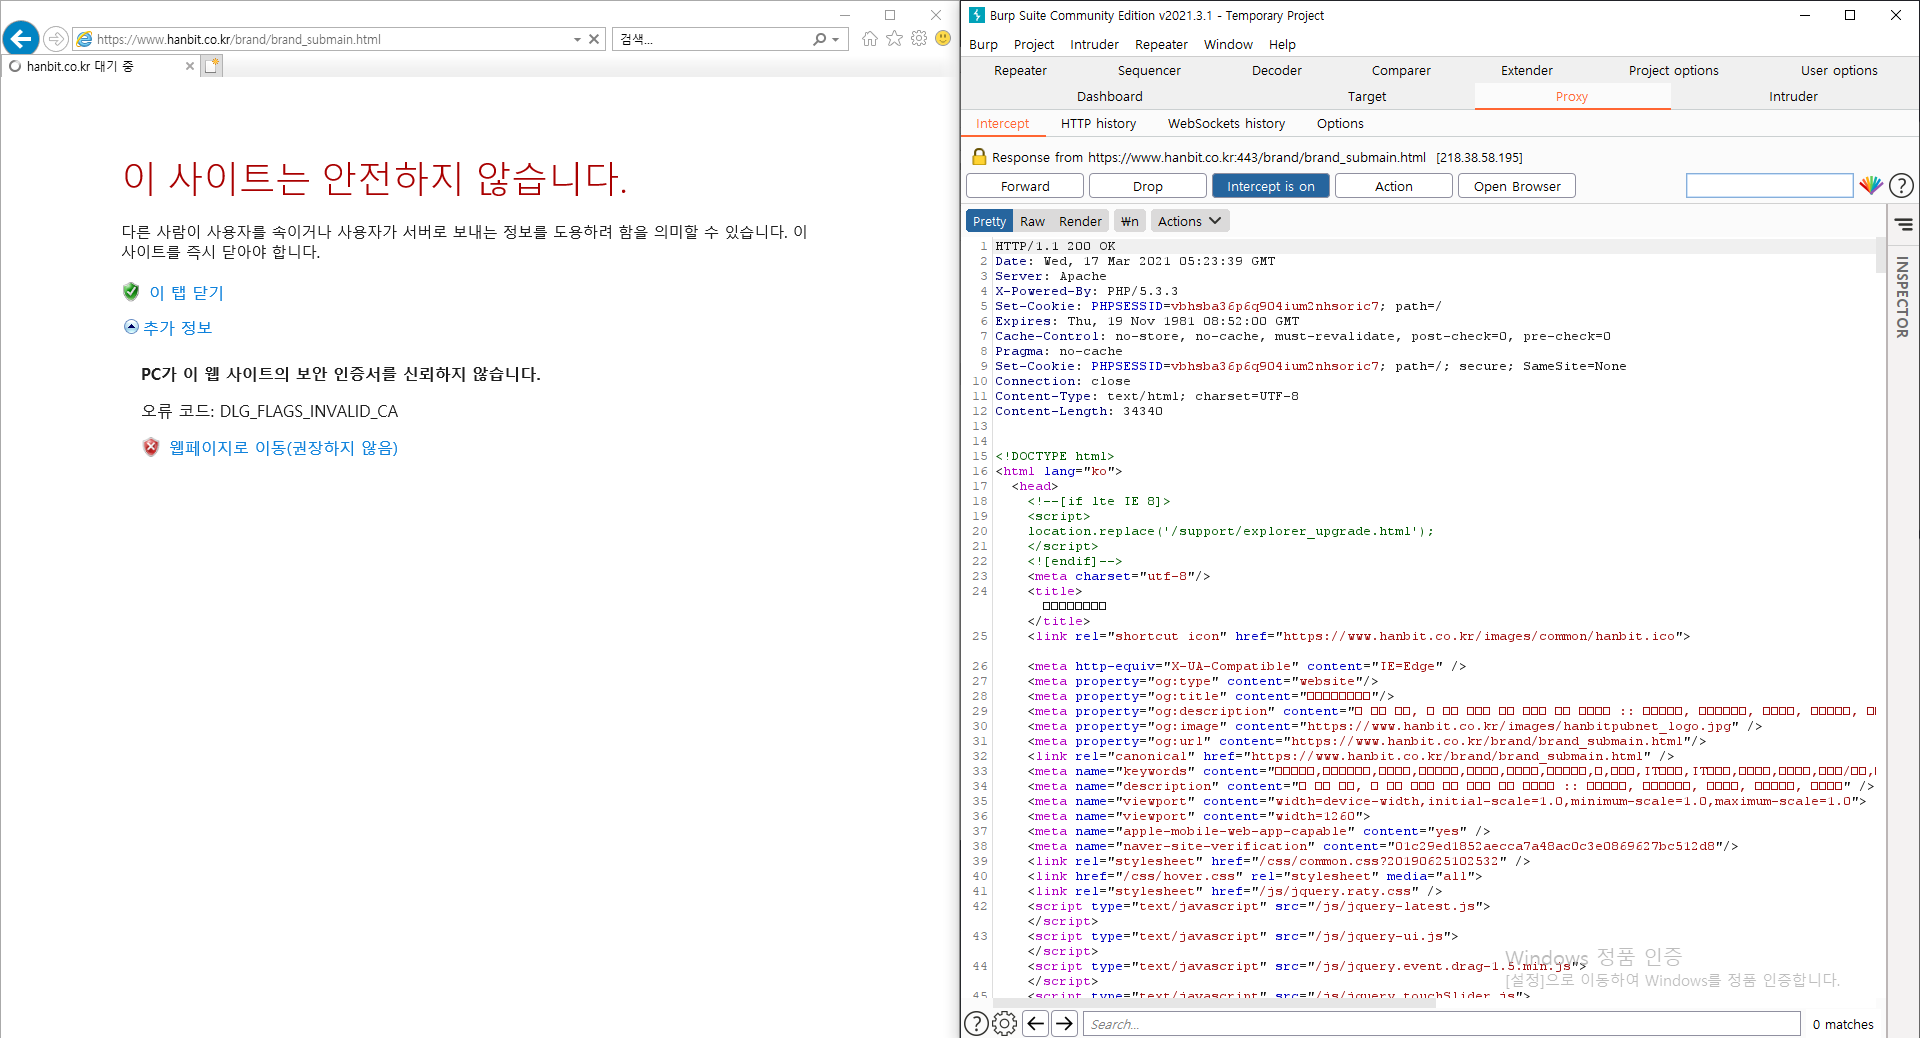 https://www.hanbit.co.kr/brand/brand_submain.html
검색...
hanbit.co.kr 대기 중
이 사이트는 안전하지 않습니다.
다른 사람이 사용자를 속이거나 사용자가 서버로 보내는 정보를 도용하려 함을 의미할 수 있습니다. 이
사이트를 즉시 닫아야 합니다.
이 탭 닫기
추가 정보
PC가 이 웹 사이트의 보안 인증서를 신뢰하지 않습니다.
오류 코드: DLG_FLAGS_INVALID_CA
웹페이지로 이동(권장하지 않음)
Burp Suite Community Edition v2021.3.1 - Temporary Project
Burp Project Intruder Repeater Window Help
Repeater Sequencer Decoder Comparer Extender Project options User options
Dashboard Target Proxy Intruder
Intercept HTTP history WebSockets history Options
Response from https://www.hanbit.co.kr:443/brand/brand_submain.html [218.38.58.195]
Forward Drop Intercept is on Action Open Browser
Pretty Raw Render ₩n Actions
INSPECTOR
1 HTTP/1.1 200 OK
2 Date: Wed, 17 Mar 2021 05:23:39 GMT
3 Server: Apache
4 X-Powered-By: PHP/5.3.3
5 Set-Cookie: PHPSESSID=vbhsba36p6q904ium2nhsoric7; path=/
6 Expires: Thu, 19 Nov 1981 08:52:00 GMT
7 Cache-Control: no-store, no-cache, must-revalidate, post-check=0, pre-check=0
8 Pragma: no-cache
9 Set-Cookie: PHPSESSID=vbhsba36p6q904ium2nhsoric7; path=/; secure; SameSite=None
10 Connection: close
11 Content-Type: text/html; charset=UTF-8
12 Content-Length: 34340
13
14
15 <!DOCTYPE html>
16 <html lang="ko">
17 <head>
18 <!--[if lte IE 8]>
19 <script>
20 location.replace('/support/explorer_upgrade.html');
21 </script>
22 <![endif]-->
23 <meta charset="utf-8"/>
24 <title>
□□□□□□□□
</title>
25 <link rel="shortcut icon" href="https://www.hanbit.co.kr/images/common/hanbit.ico">
26 <meta http-equiv="X-UA-Compatible" content="IE=Edge" />
27 <meta property="og:type" content="website"/>
28 <meta property="og:title" content="□□□□□□□□"/>
29 <meta property="og:description" content="□ □□ □□, □ □□ □□□ □□ □□□ □□ □□□□ :: □□□□□, □□□□□□, □□□□, □□□□□, □
30 <meta property="og:image" content="https://www.hanbit.co.kr/images/hanbitpubnet_logo.jpg" />
31 <meta property="og:url" content="https://www.hanbit.co.kr/brand/brand_submain.html"/>
32 <link rel="canonical" href="https://www.hanbit.co.kr/brand/brand_submain.html" />
33 <meta name="keywords" content="□□□□□,□□□□□□,□□□□,□□□□□,□□□□,□□□□,□□□□□,□,□□□,IT□□□,IT□□□,□□□□,□□□□,□□□/□□,
34 <meta name="description" content="□ □□ □□, □ □□ □□□ □□ □□□ □□ □□□□ :: □□□□□, □□□□□□, □□□□, □□□□□, □□□□" />
35 <meta name="viewport" content="width=device-width,initial-scale=1.0,minimum-scale=1.0,maximum-scale=1.0">
36 <meta name="viewport" content="width=1260">
37 <meta name="apple-mobile-web-app-capable" content="yes" />
38 <meta name="naver-site-verification" content="01c29ed1852aecca7a48ac0c3e0869627bc512d8"/>
39 <link rel="stylesheet" href="/css/common.css?20190625102532" />
40 <link href="/css/hover.css" rel="stylesheet" media="all">
41 <link rel="stylesheet" href="/js/jquery.raty.css" />
42 <script type="text/javascript" src="/js/jquery-latest.js">
</script>
43 <script type="text/javascript" src="/js/jquery-ui.js">
</script>
44 <script type="text/javascript" src="/js/jquery.event.drag-1.5.min.js">
</script>
45 <script type="text/javascript" src="/js/jquery.touchSlider.js">
Windows 정품 인증
[설정]으로 이동하여 Windows를 정품 인증합니다.
Search...
0 matches